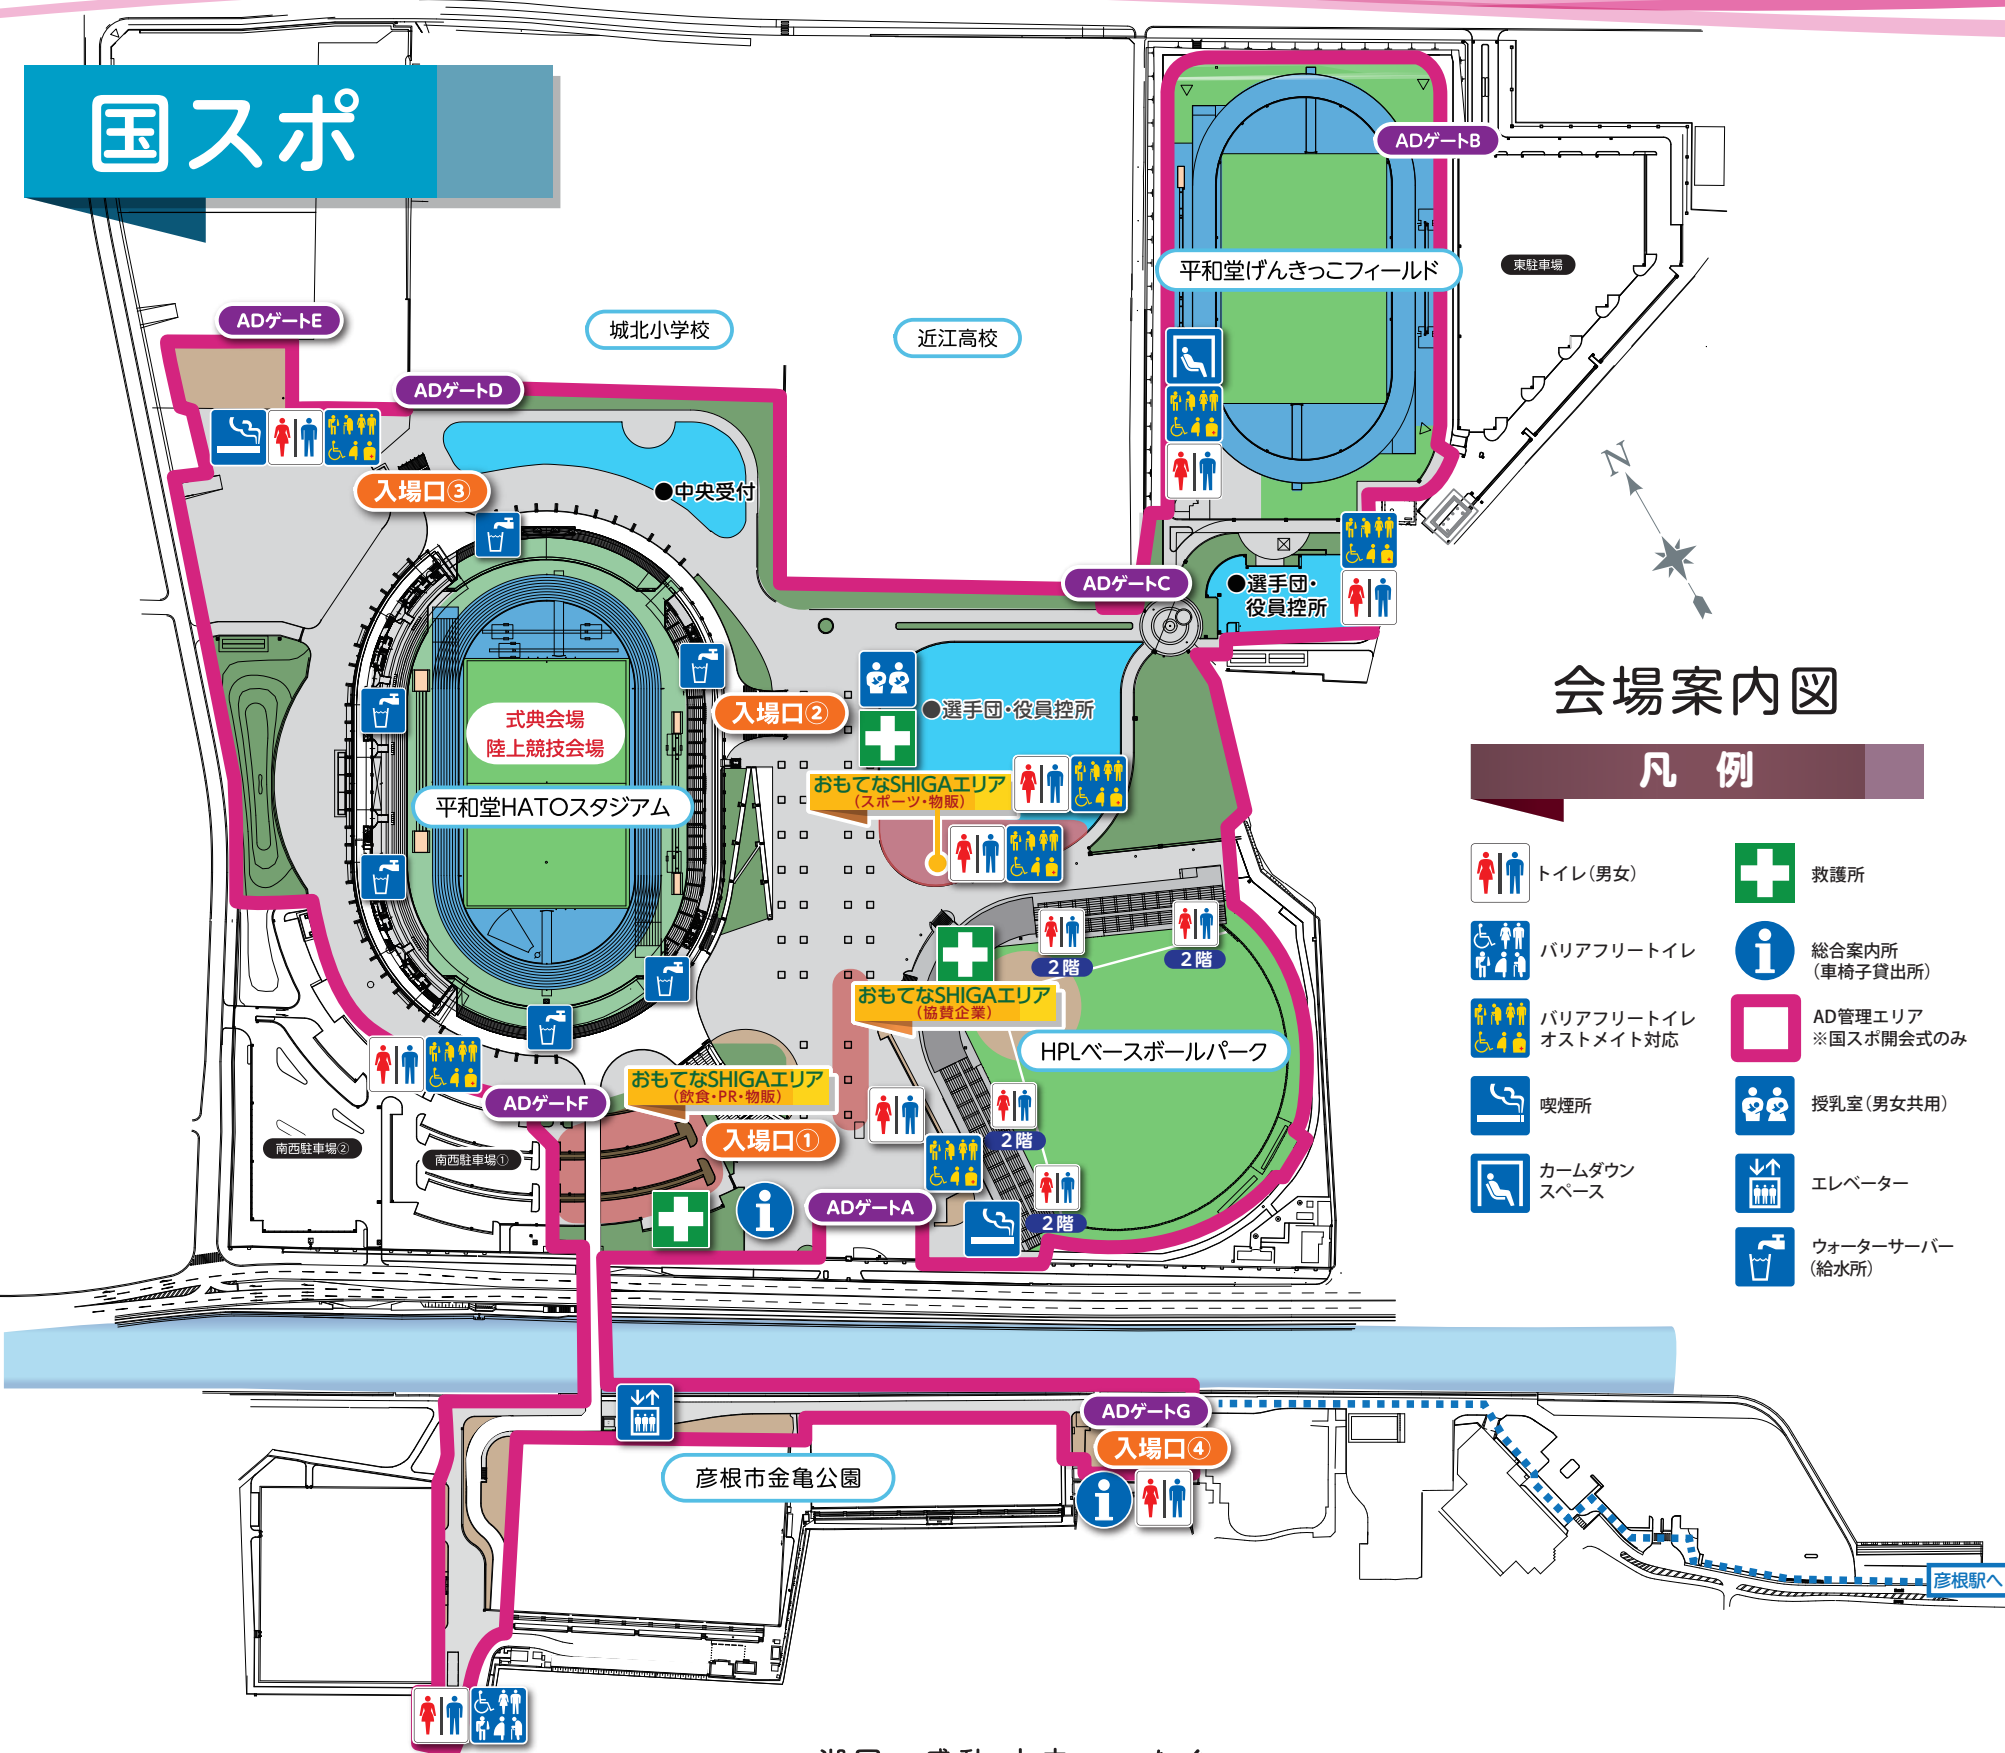 国スポ
ADゲートB
平和堂げんきっこフィールド
東駐車場
ADゲートE
城北小学校
近江高校
ADゲートD
入場口③
●中央受付
N
ADゲートC
●選手団・
役員控所
会場案内図
入場口②
●選手団・役員控所
式典会場
陸上競技会場
おもてなSHIGAエリア
(スポーツ・物販)
平和堂HATOスタジアム
凡 例
トイレ(男女)
救護所
バリアフリートイレ
総合案内所
(車椅子貸出所)
バリアフリートイレ
オストメイト対応
AD管理エリア
※国スポ開会式のみ
喫煙所
授乳室(男女共用)
カームダウン
スペース
エレベーター
ウォーターサーバー
(給水所)
2階
2階
おもてなSHIGAエリア
(協賛企業)
HPLベースボールパーク
おもてなSHIGAエリア
(飲食・PR・物販)
ADゲートF
入場口①
2階
南西駐車場②
南西駐車場①
ADゲートA
2階
ADゲートG
入場口④
彦根市金亀公園
彦根駅へ